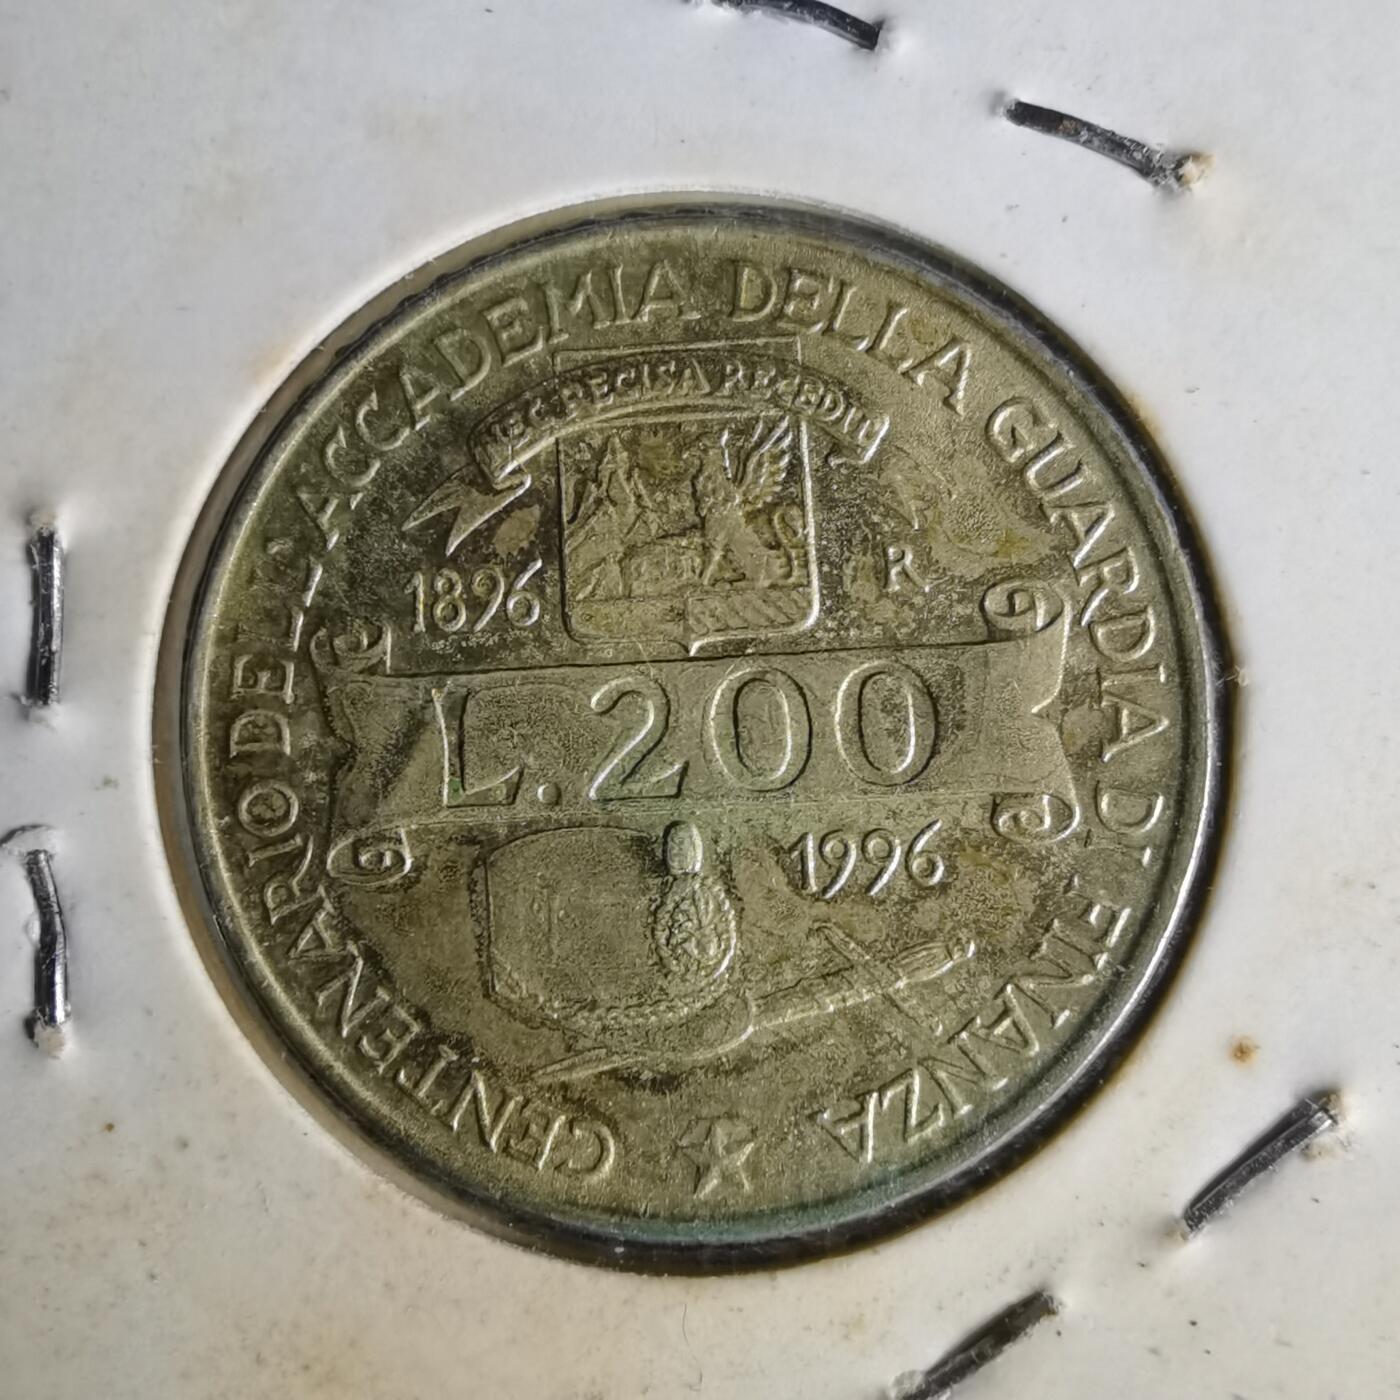 CENTENARIO DELL'ACCADEMIA DELLA GUARDIA DI FINANZA
NEC RECISA RECEDIT
1896
R
L.200
1996